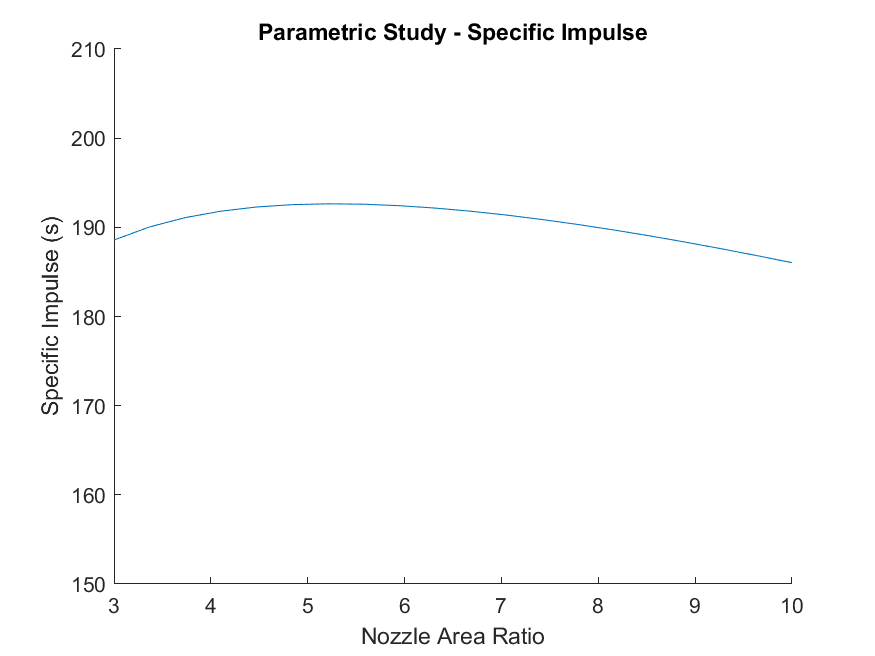 Parametric Study - Specific Impulse
210
200
190
180
170
160
150
Specific Impulse (s)
3 4 5 6 7 8 9 10
Nozzle Area Ratio